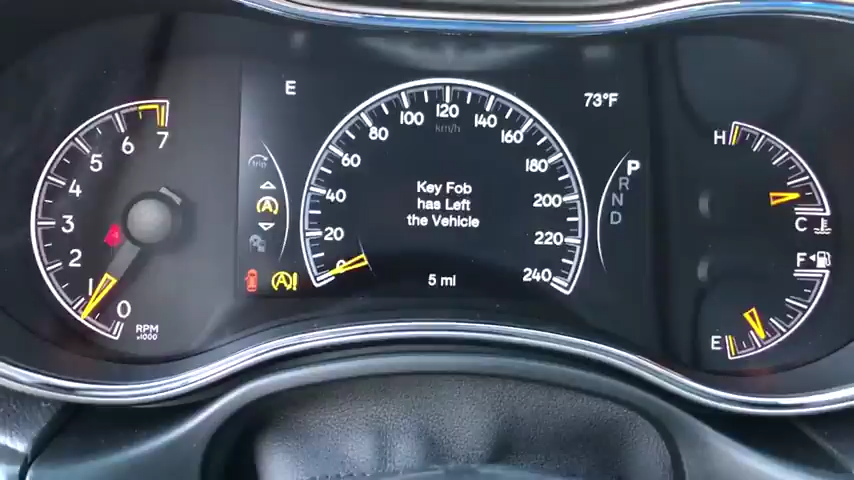 E
73°F
7
6
5
4
3
2
1
0
RPM
x1000
0
20
40
60
80
100
120
140
160
180
200
220
240
km/h
Key Fob
has Left
the Vehicle
5 mi
P
R
N
D
H
C
F
E